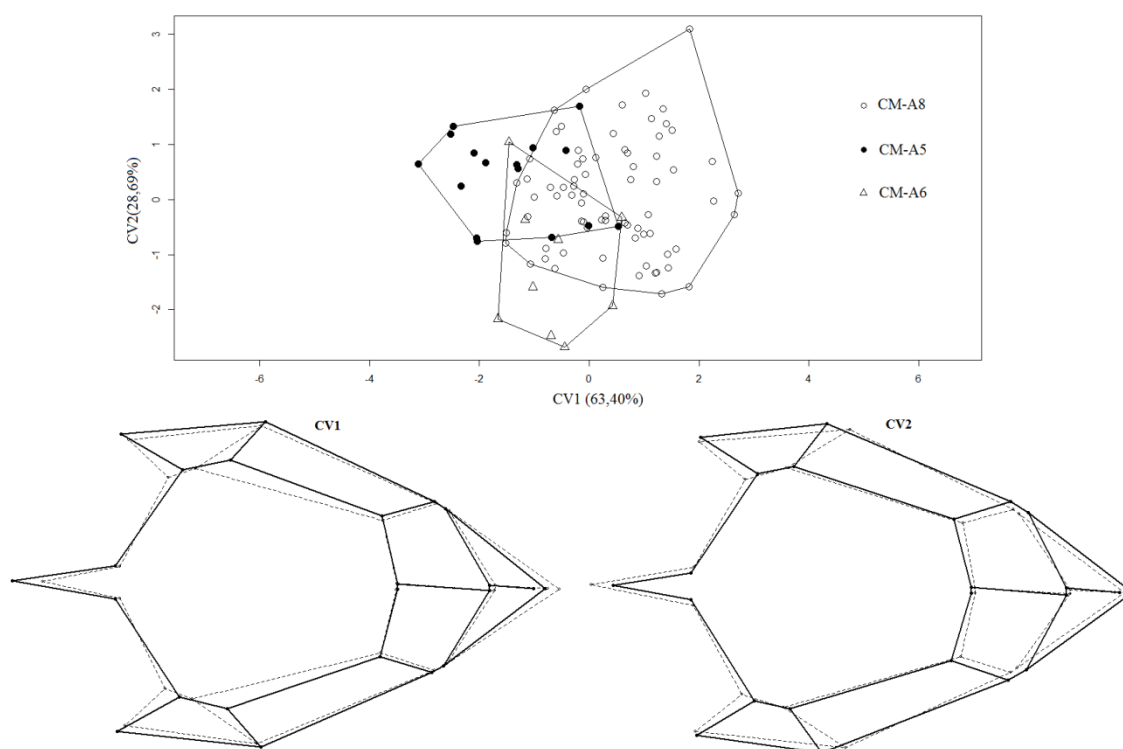 3
2
1
0
-1
-2
CV2(28,69%)
CM-A8
CM-A5
CM-A6
-6 -4 -2 0 2 4 6
CV1 (63,40%)
CV1 CV2